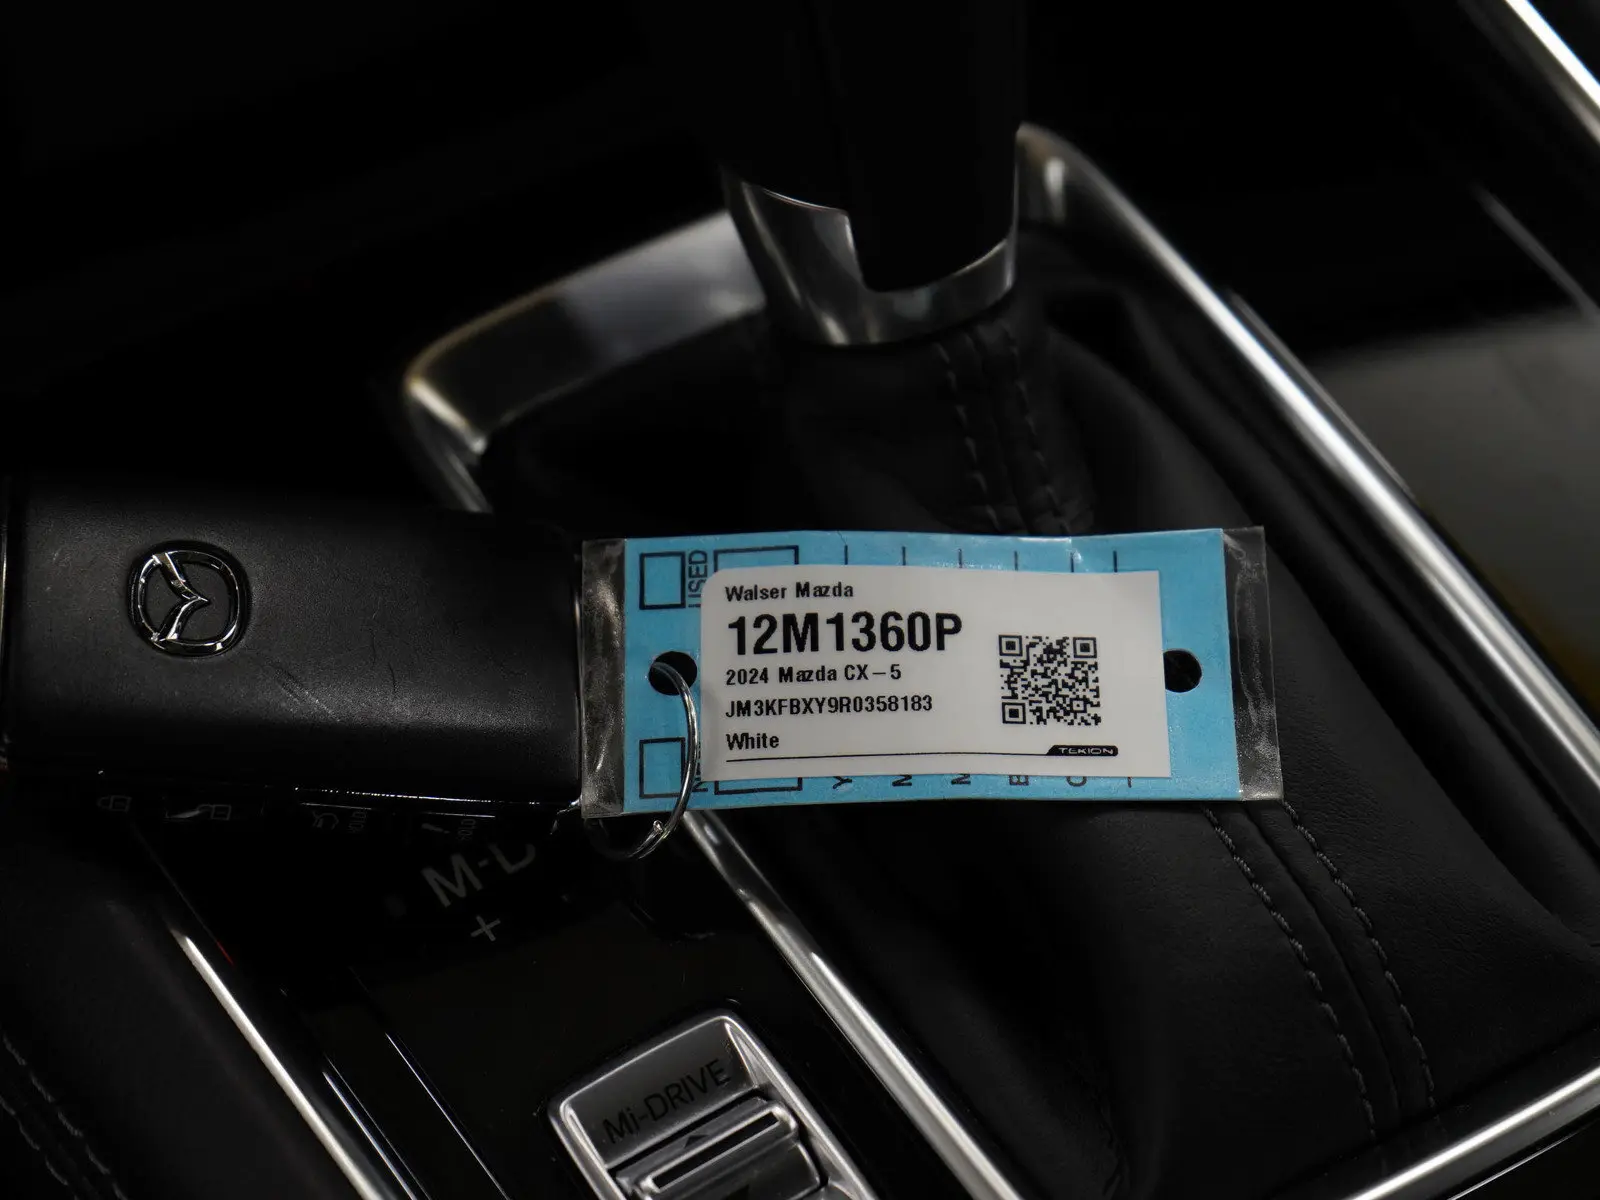 USED
Walser Mazda
12M1360P
2024 Mazda CX-5
JM3KFBXY9R0358183
White
TEKION
M-D
+
Mi-DRIVE